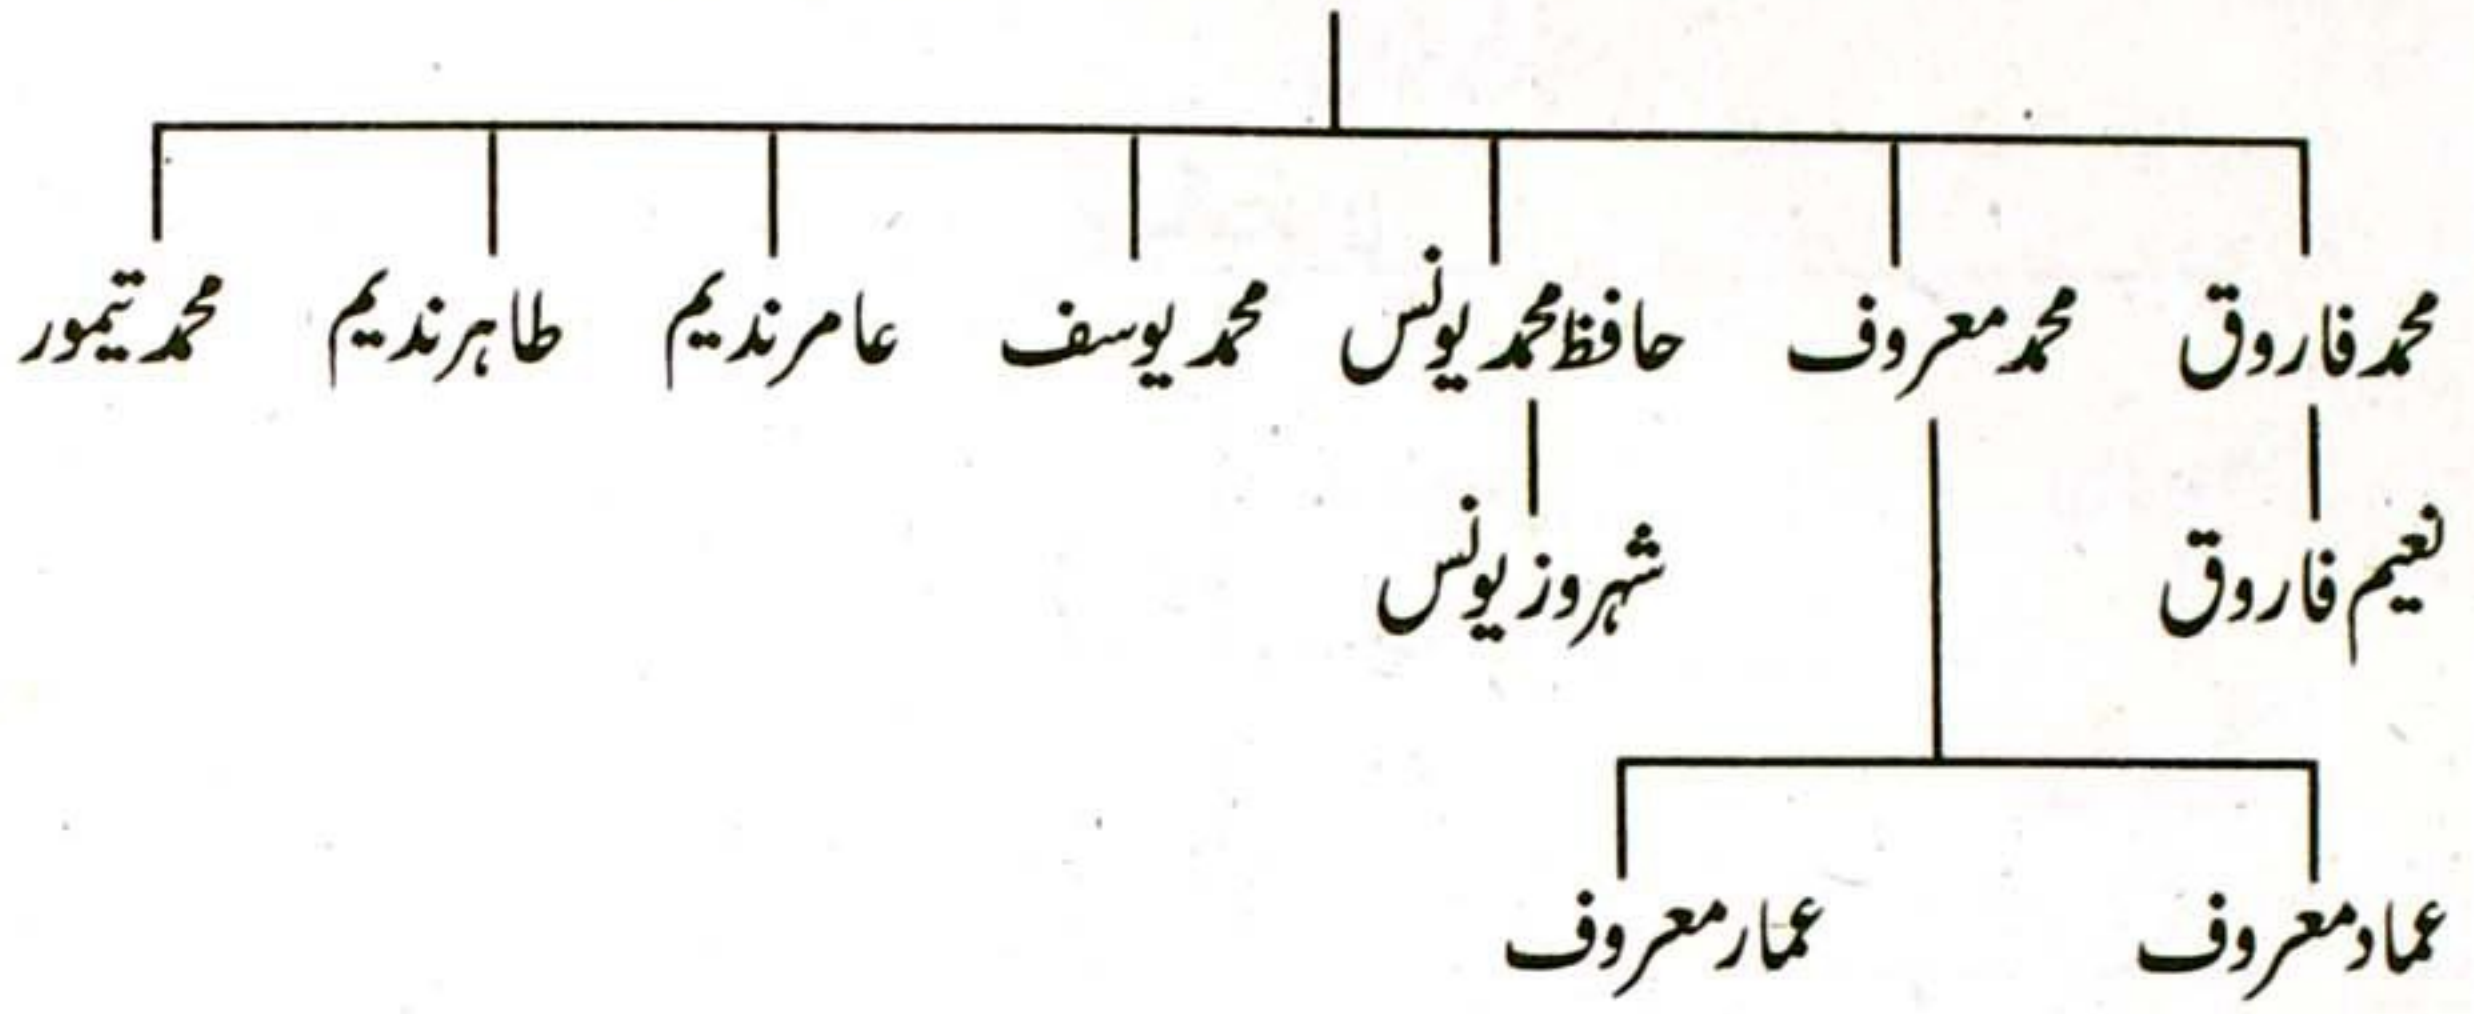 محمد فاروق محمد معروف حافظ محمد یونس محمد یوسف عامر ندیم طاہر ندیم محمد تیمور
نعیم فاروق شہروز یونس
عماد معروف عمار معروف